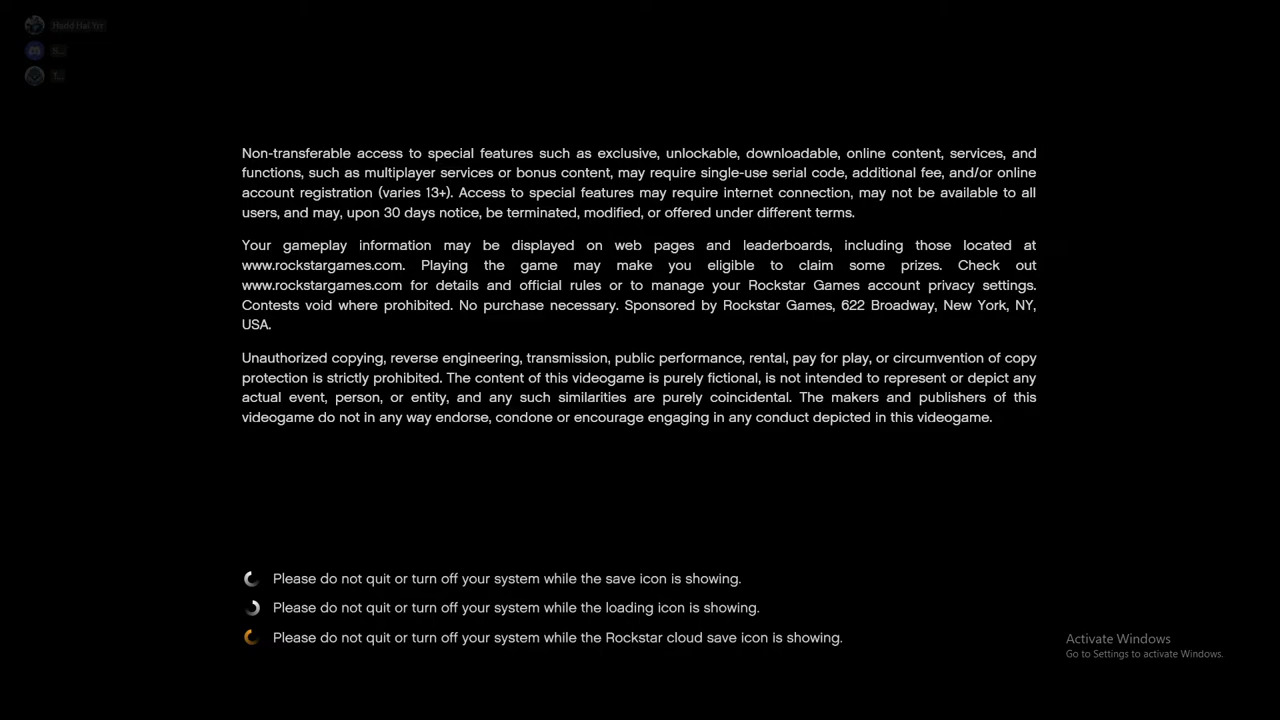 Hadd Hai Yrr
S...
T...
Non-transferable access to special features such as exclusive, unlockable, downloadable, online content, services, and
functions, such as multiplayer services or bonus content, may require single-use serial code, additional fee, and/or online
account registration (varies 13+). Access to special features may require internet connection, may not be available to all
users, and may, upon 30 days notice, be terminated, modified, or offered under different terms.
Your gameplay information may be displayed on web pages and leaderboards, including those located at
www.rockstargames.com. Playing the game may make you eligible to claim some prizes. Check out
www.rockstargames.com for details and official rules or to manage your Rockstar Games account privacy settings.
Contests void where prohibited. No purchase necessary. Sponsored by Rockstar Games, 622 Broadway, New York, NY,
USA.
Unauthorized copying, reverse engineering, transmission, public performance, rental, pay for play, or circumvention of copy
protection is strictly prohibited. The content of this videogame is purely fictional, is not intended to represent or depict any
actual event, person, or entity, and any such similarities are purely coincidental. The makers and publishers of this
videogame do not in any way endorse, condone or encourage engaging in any conduct depicted in this videogame.
Please do not quit or turn off your system while the save icon is showing.
Please do not quit or turn off your system while the loading icon is showing.
Please do not quit or turn off your system while the Rockstar cloud save icon is showing.
Activate Windows
Go to Settings to activate Windows.